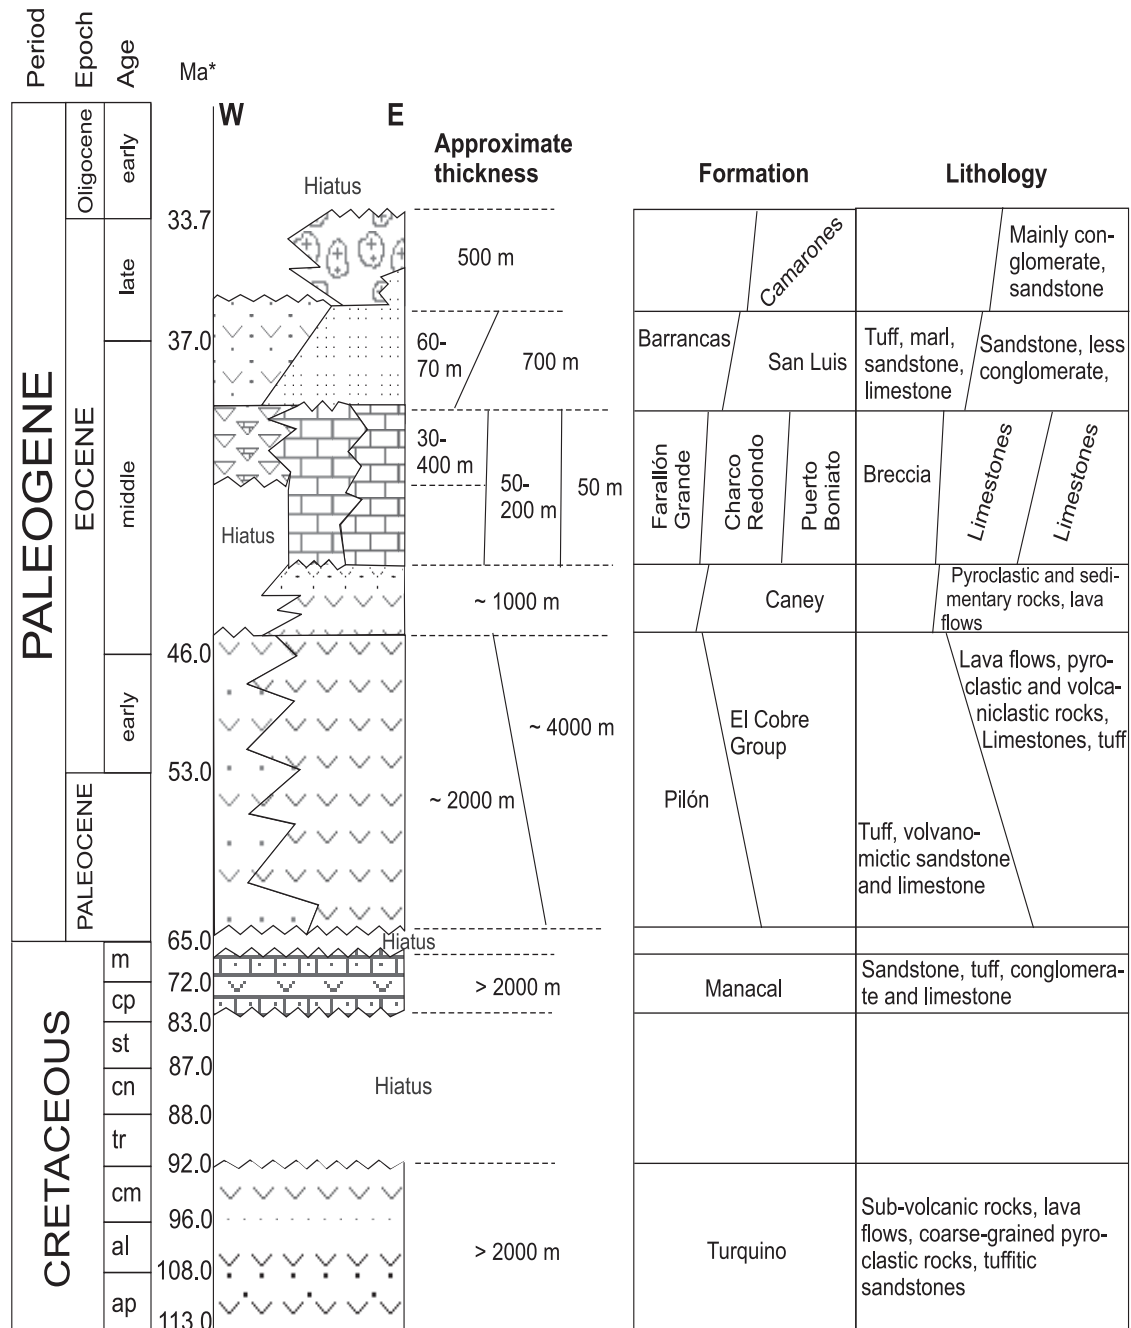 Period
Epoch
Age
Ma*
W
E
Approximate
thickness
Formation
Lithology
PALEOGENE
Oligocene
early
Hiatus
33.7
500 m
Camarones
Mainly con-
glomerate,
sandstone
EOCENE
late
37.0
60-
70 m
700 m
Barrancas
San Luis
Tuff, marl,
sandstone,
limestone
Sandstone, less
conglomerate,
middle
30-
400 m
50-
200 m
50 m
Farallón
Grande
Charco
Redondo
Puerto
Boniato
Breccia
Limestones
Limestones
Hiatus
~ 1000 m
Caney
Pyroclastic and sedi-
mentary rocks, lava
flows
46.0
early
~ 4000 m
El Cobre
Group
Lava flows, pyro-
clastic and volca-
niclastic rocks,
Limestones, tuff
53.0
PALEOCENE
~ 2000 m
Pilón
Tuff, volvano-
mictic sandstone
and limestone
65.0
Hiatus
CRETACEOUS
m
72.0
> 2000 m
Manacal
Sandstone, tuff, conglomera-
te and limestone
cp
83.0
st
87.0
cn
Hiatus
88.0
tr
92.0
cm
96.0
al
> 2000 m
Turquino
Sub-volcanic rocks, lava
flows, coarse-grained pyro-
clastic rocks, tuffitic
sandstones
108.0
ap
113.0